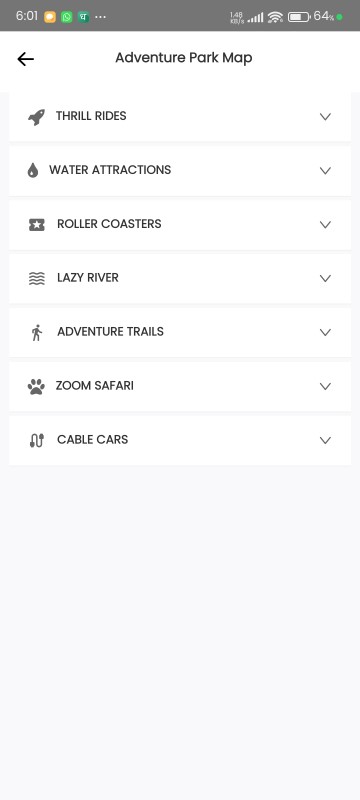 6:01 1.48 KB/s 64%
Adventure Park Map
THRILL RIDES
WATER ATTRACTIONS
ROLLER COASTERS
LAZY RIVER
ADVENTURE TRAILS
ZOOM SAFARI
CABLE CARS